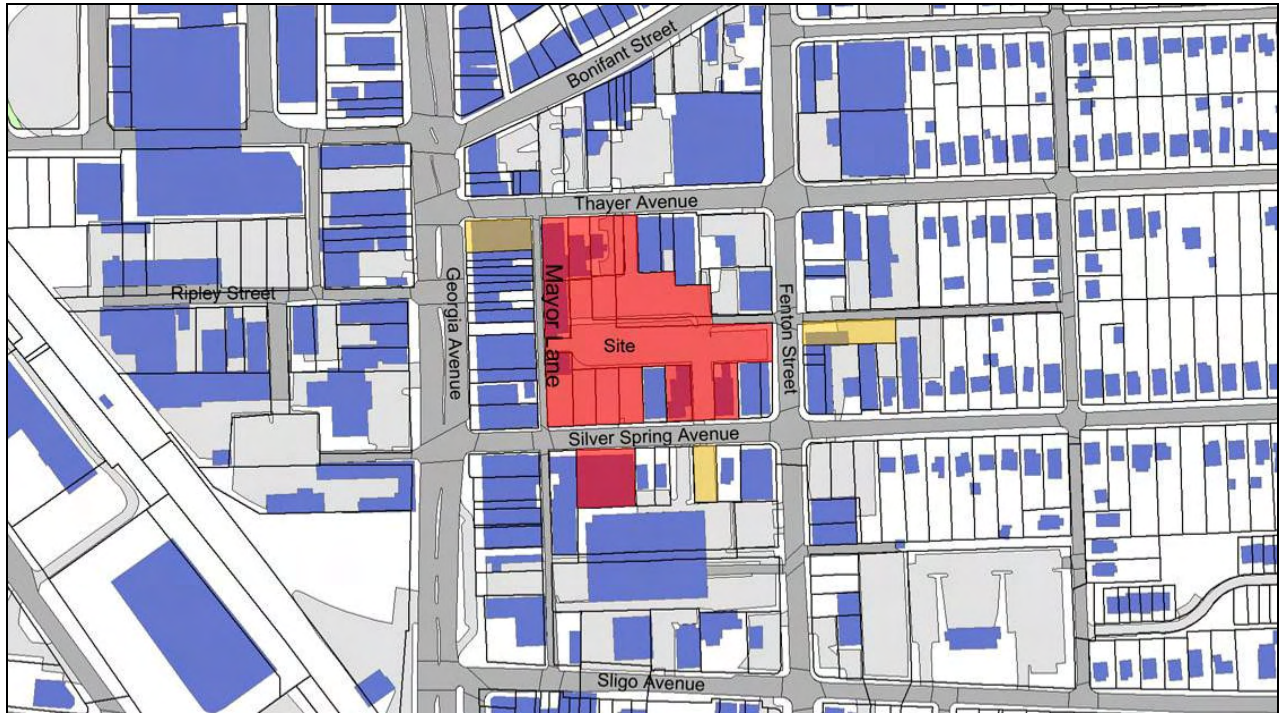 Bonifant Street
Thayer Avenue
Ripley Street
Georgia Avenue
Mayor Lane
Fenton Street
Site
Silver Spring Avenue
Sligo Avenue